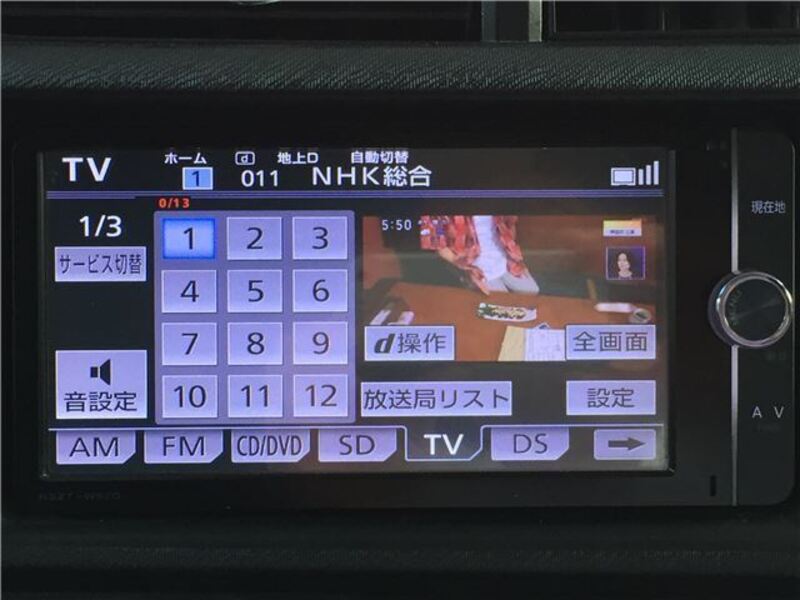 TV ホーム d 地上D 自動切替
1 011 NHK総合
0/13
1/3 1 2 3 5:50
サービス切替
4 5 6
現在地
7 8 9 d操作 全画面
音設定
10 11 12 放送局リスト 設定
A V
AM FM CD/DVD SD TV DS